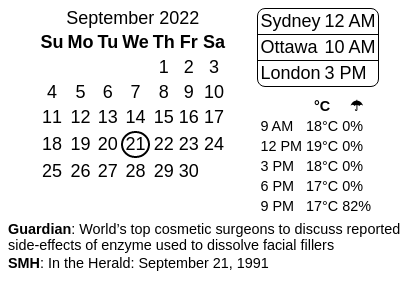 September 2022
Su Mo Tu We Th Fr Sa
1 2 3
4 5 6 7 8 9 10
11 12 13 14 15 16 17
18 19 20 21 22 23 24
25 26 27 28 29 30
Sydney 12 AM
Ottawa 10 AM
London 3 PM
°C ☂
9 AM 18°C 0%
12 PM 19°C 0%
3 PM 18°C 0%
6 PM 17°C 0%
9 PM 17°C 82%
Guardian: World’s top cosmetic surgeons to discuss reported
side-effects of enzyme used to dissolve facial fillers
SMH: In the Herald: September 21, 1991